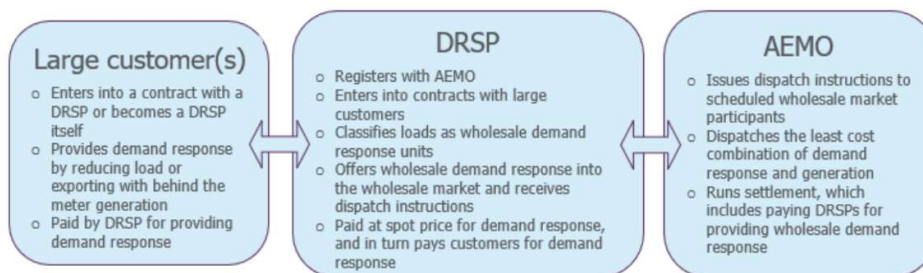 Large customer(s)
o Enters into a contract with a
DRSP or becomes a DRSP
itself
o Provides demand response
by reducing load or
exporting with behind the
meter generation
o Paid by DRSP for providing
demand response
DRSP
o Registers with AEMO
o Enters into contracts with large
customers
o Classifies loads as wholesale demand
response units
o Offers wholesale demand response into
the wholesale market and receives
dispatch instructions
o Paid at spot price for demand response,
and in turn pays customers for demand
response
AEMO
o Issues dispatch instructions to
scheduled wholesale market
participants
o Dispatches the least cost
combination of demand
response and generation
o Runs settlement, which
includes paying DRSPs for
providing wholesale demand
response